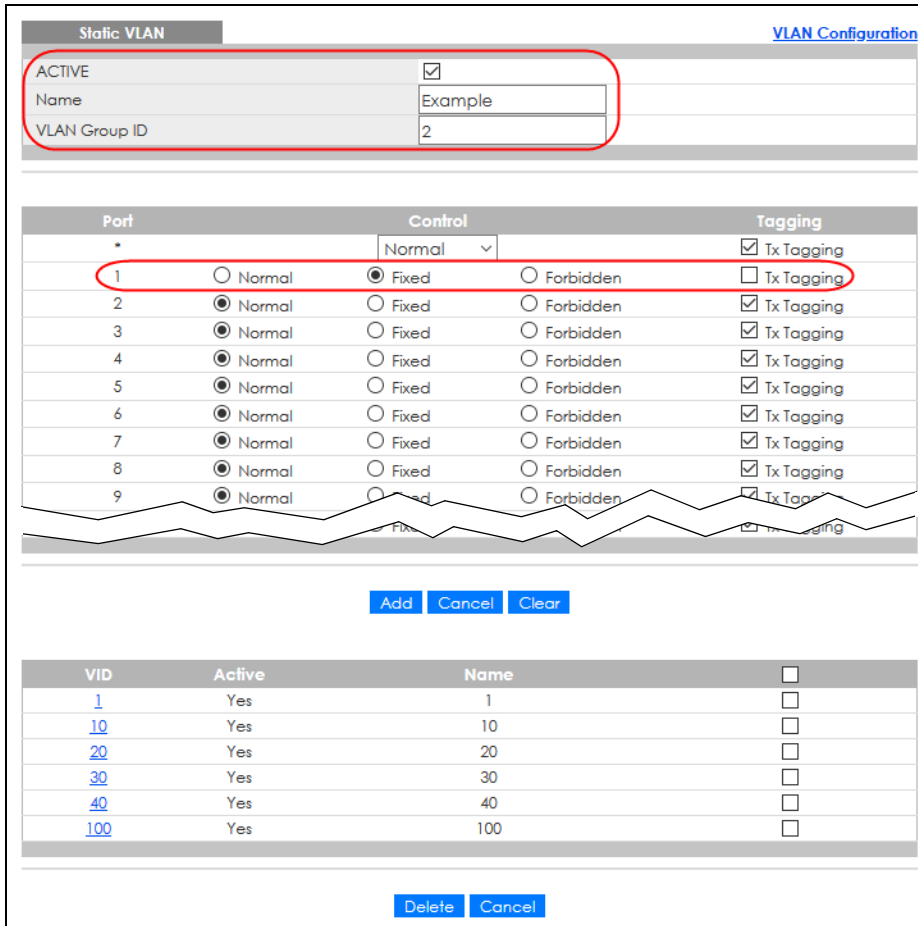 Static VLAN VLAN Configuration
ACTIVE
Name Example
VLAN Group ID 2
Port Control Tagging
* Normal Tx Tagging
1 Normal Fixed Forbidden Tx Tagging
2 Normal Fixed Forbidden Tx Tagging
3 Normal Fixed Forbidden Tx Tagging
4 Normal Fixed Forbidden Tx Tagging
5 Normal Fixed Forbidden Tx Tagging
6 Normal Fixed Forbidden Tx Tagging
7 Normal Fixed Forbidden Tx Tagging
8 Normal Fixed Forbidden Tx Tagging
9 Normal Fixed Forbidden Tx Tagging
Add Cancel Clear
VID Active Name
1 Yes 1
10 Yes 10
20 Yes 20
30 Yes 30
40 Yes 40
100 Yes 100
Delete Cancel